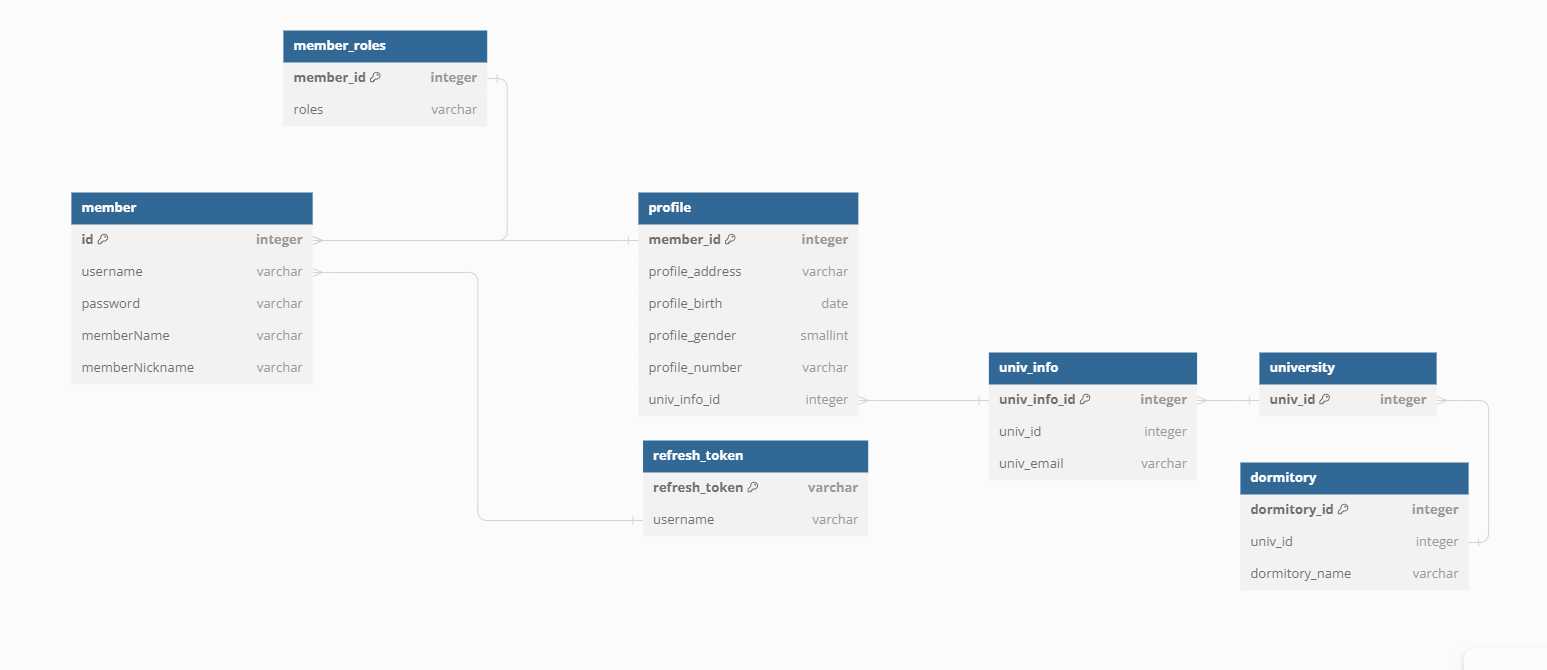 member_roles
member_id integer
roles varchar
member
id integer
username varchar
password varchar
memberName varchar
memberNickname varchar
profile
member_id integer
profile_address varchar
profile_birth date
profile_gender smallint
profile_number varchar
univ_info_id integer
refresh_token
refresh_token varchar
username varchar
univ_info
univ_info_id integer
univ_id integer
univ_email varchar
university
univ_id integer
dormitory
dormitory_id integer
univ_id integer
dormitory_name varchar